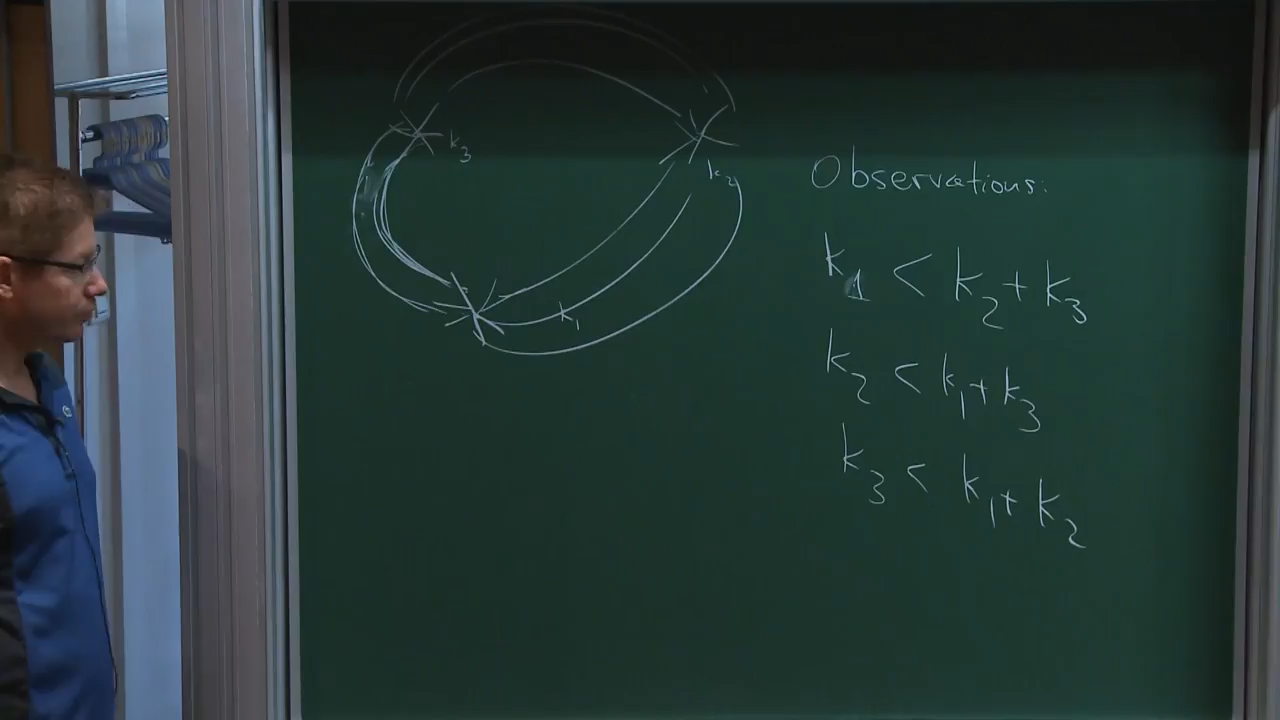 k₃
k₂
k₁
Observations:
k₁ < k₂ + k₃
k₂ < k₁ + k₃
k₃ < k₁ + k₂